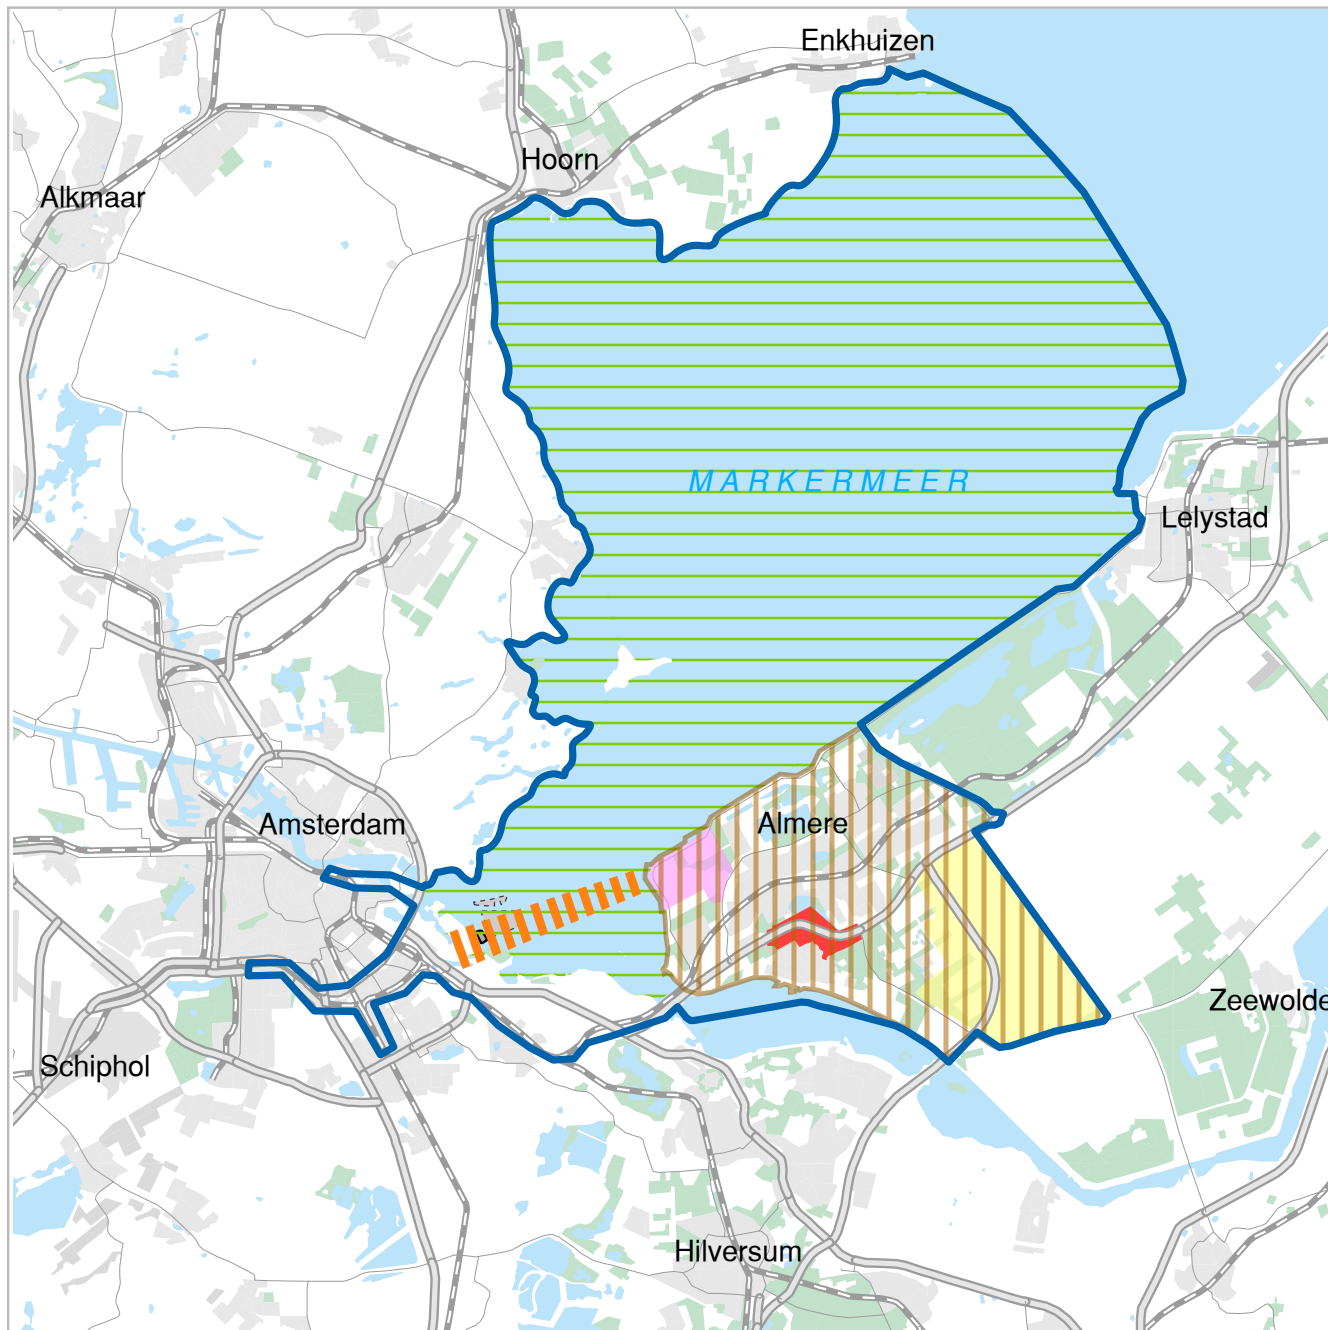 Enkhuizen
Hoorn
Alkmaar
MARKERMEER
Lelystad
Amsterdam
Almere
Zeewolde
Schiphol
Hilversum